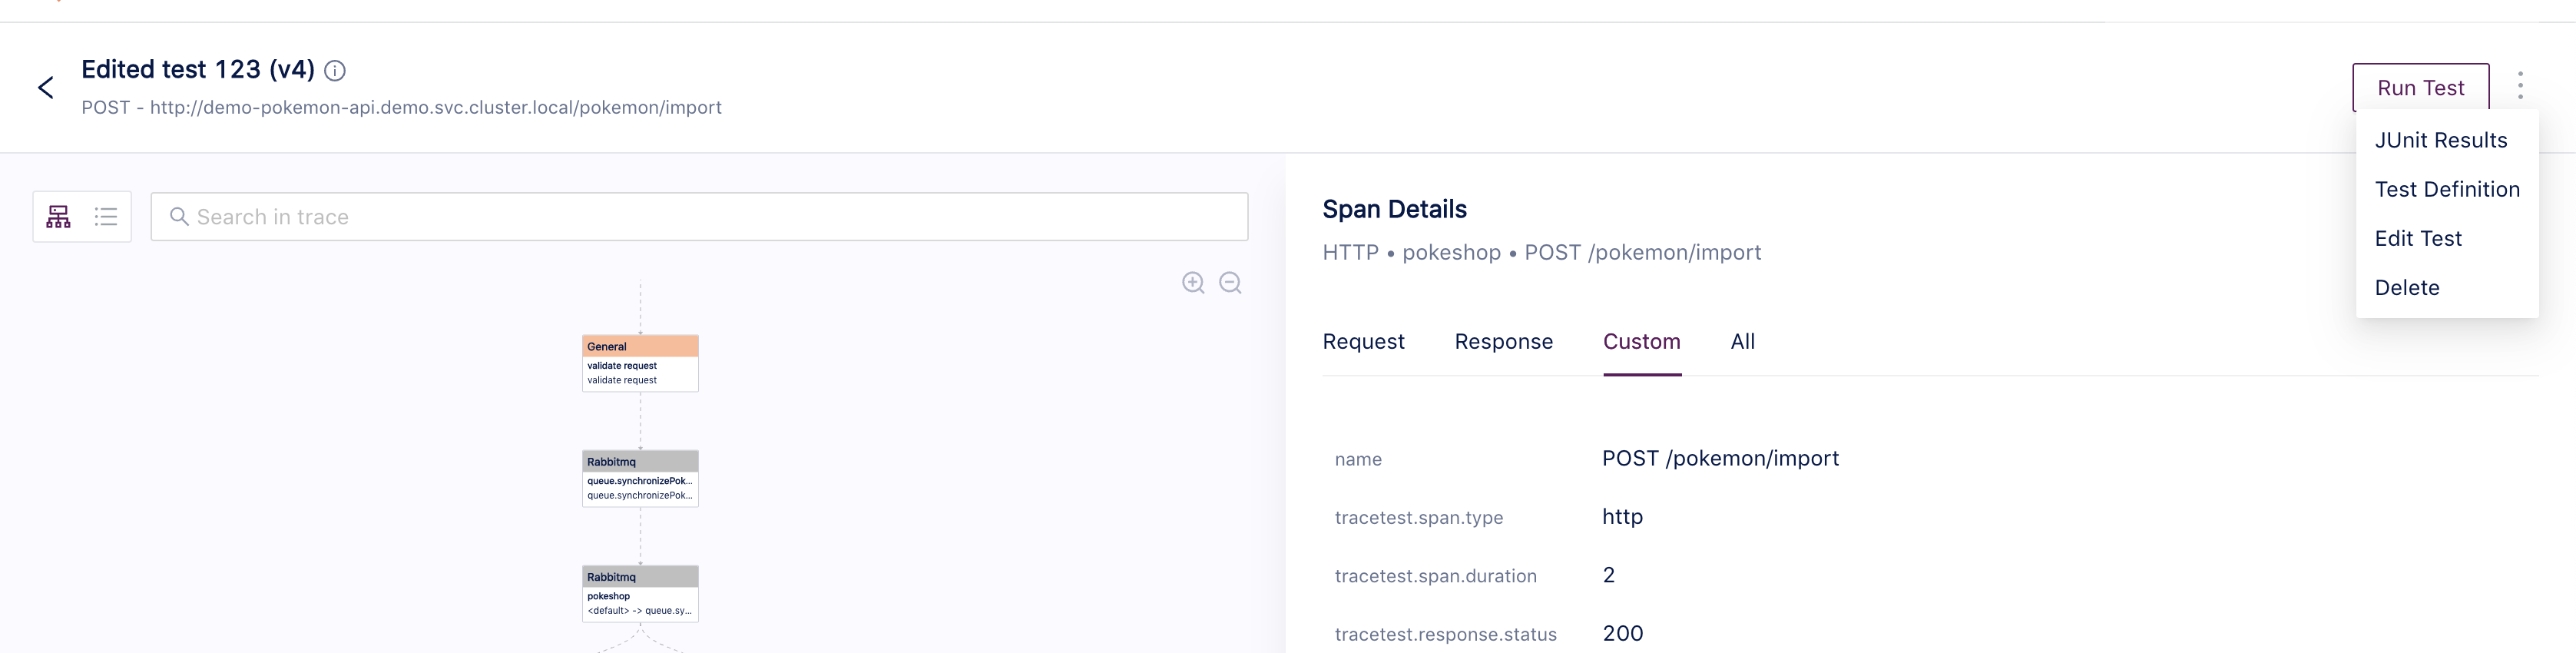 Edited test 123 (v4)
POST - http://demo-pokemon-api.demo.svc.cluster.local/pokemon/import
Run Test
JUnit Results
Test Definition
Edit Test
Delete
Search in trace
General
validate request
validate request
Rabbitmq
queue.synchronizePok...
queue.synchronizePok...
Rabbitmq
pokeshop
<default> -> queue.sy...
Span Details
HTTP • pokeshop • POST /pokemon/import
Request Response Custom All
name POST /pokemon/import
tracetest.span.type http
tracetest.span.duration 2
tracetest.response.status 200